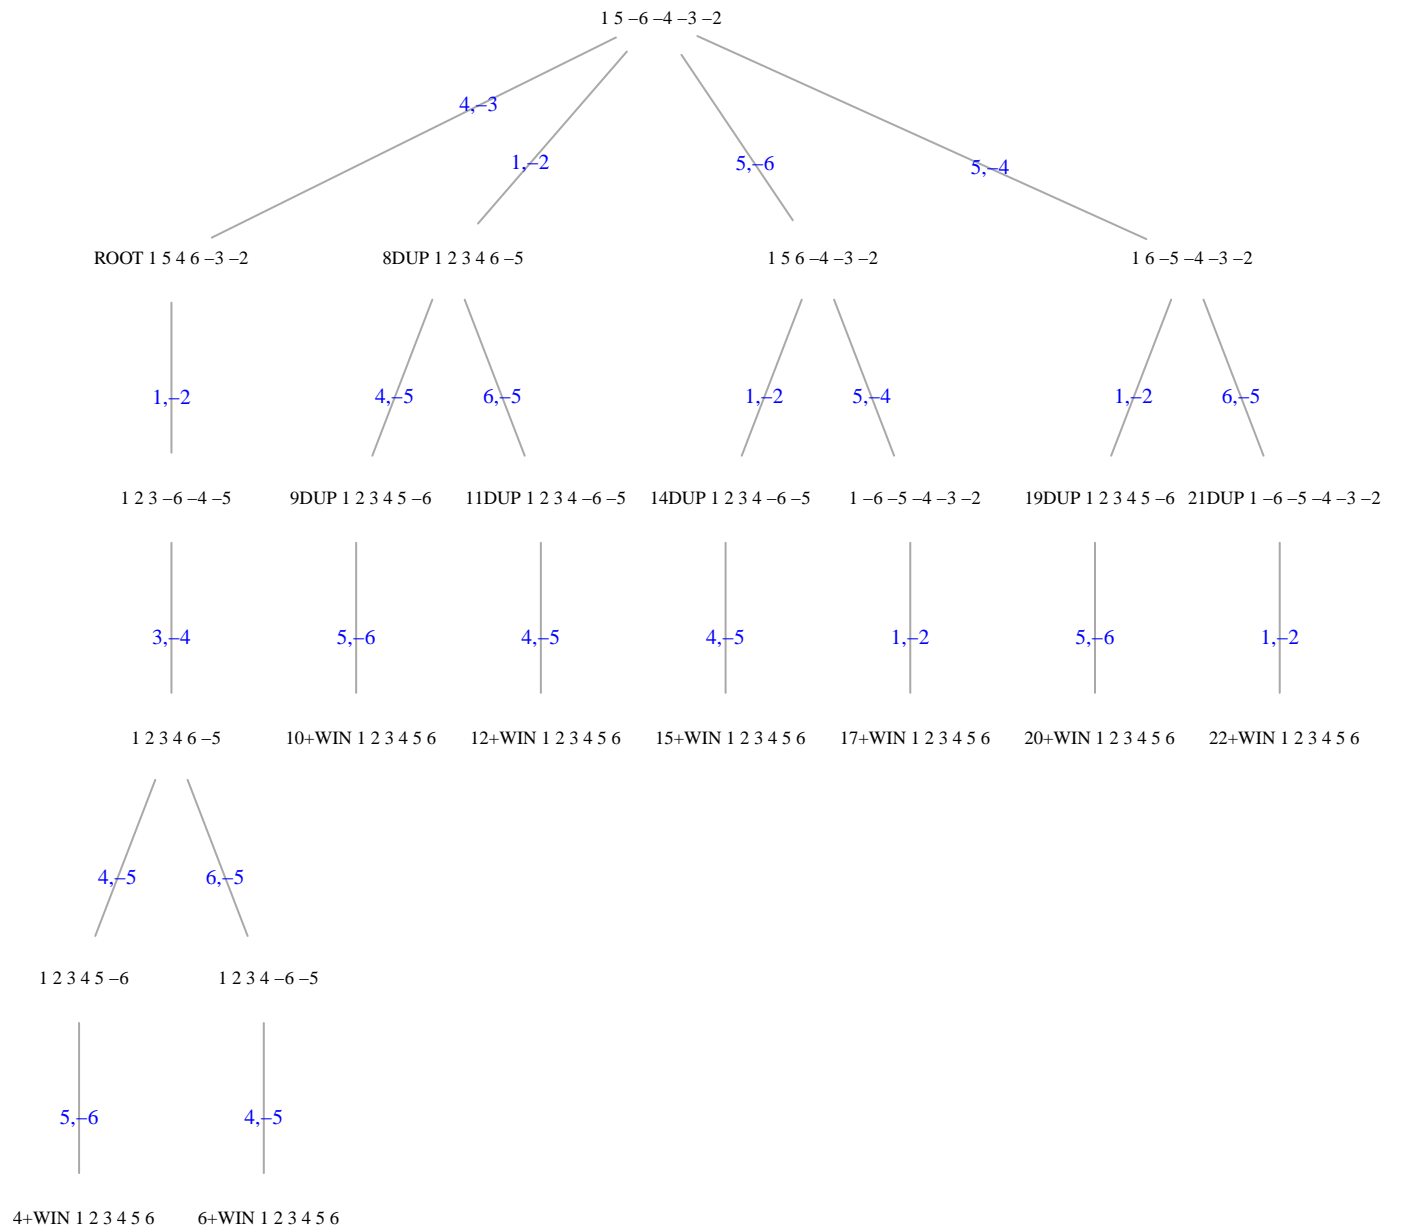 1 5 –6 –4 –3 –2
4,–3
1,–2
5,–6
5,–4
ROOT 1 5 4 6 –3 –2
8DUP 1 2 3 4 6 –5
1 5 6 –4 –3 –2
1 6 –5 –4 –3 –2
1,–2
4,–5
6,–5
1,–2
5,–4
1,–2
6,–5
1 2 3 –6 –4 –5
9DUP 1 2 3 4 5 –6
11DUP 1 2 3 4 –6 –5
14DUP 1 2 3 4 –6 –5
1 –6 –5 –4 –3 –2
19DUP 1 2 3 4 5 –6
21DUP 1 –6 –5 –4 –3 –2
3,–4
5,–6
4,–5
4,–5
1,–2
5,–6
1,–2
1 2 3 4 6 –5
10+WIN 1 2 3 4 5 6
12+WIN 1 2 3 4 5 6
15+WIN 1 2 3 4 5 6
17+WIN 1 2 3 4 5 6
20+WIN 1 2 3 4 5 6
22+WIN 1 2 3 4 5 6
4,–5
6,–5
1 2 3 4 5 –6
1 2 3 4 –6 –5
5,–6
4,–5
4+WIN 1 2 3 4 5 6
6+WIN 1 2 3 4 5 6